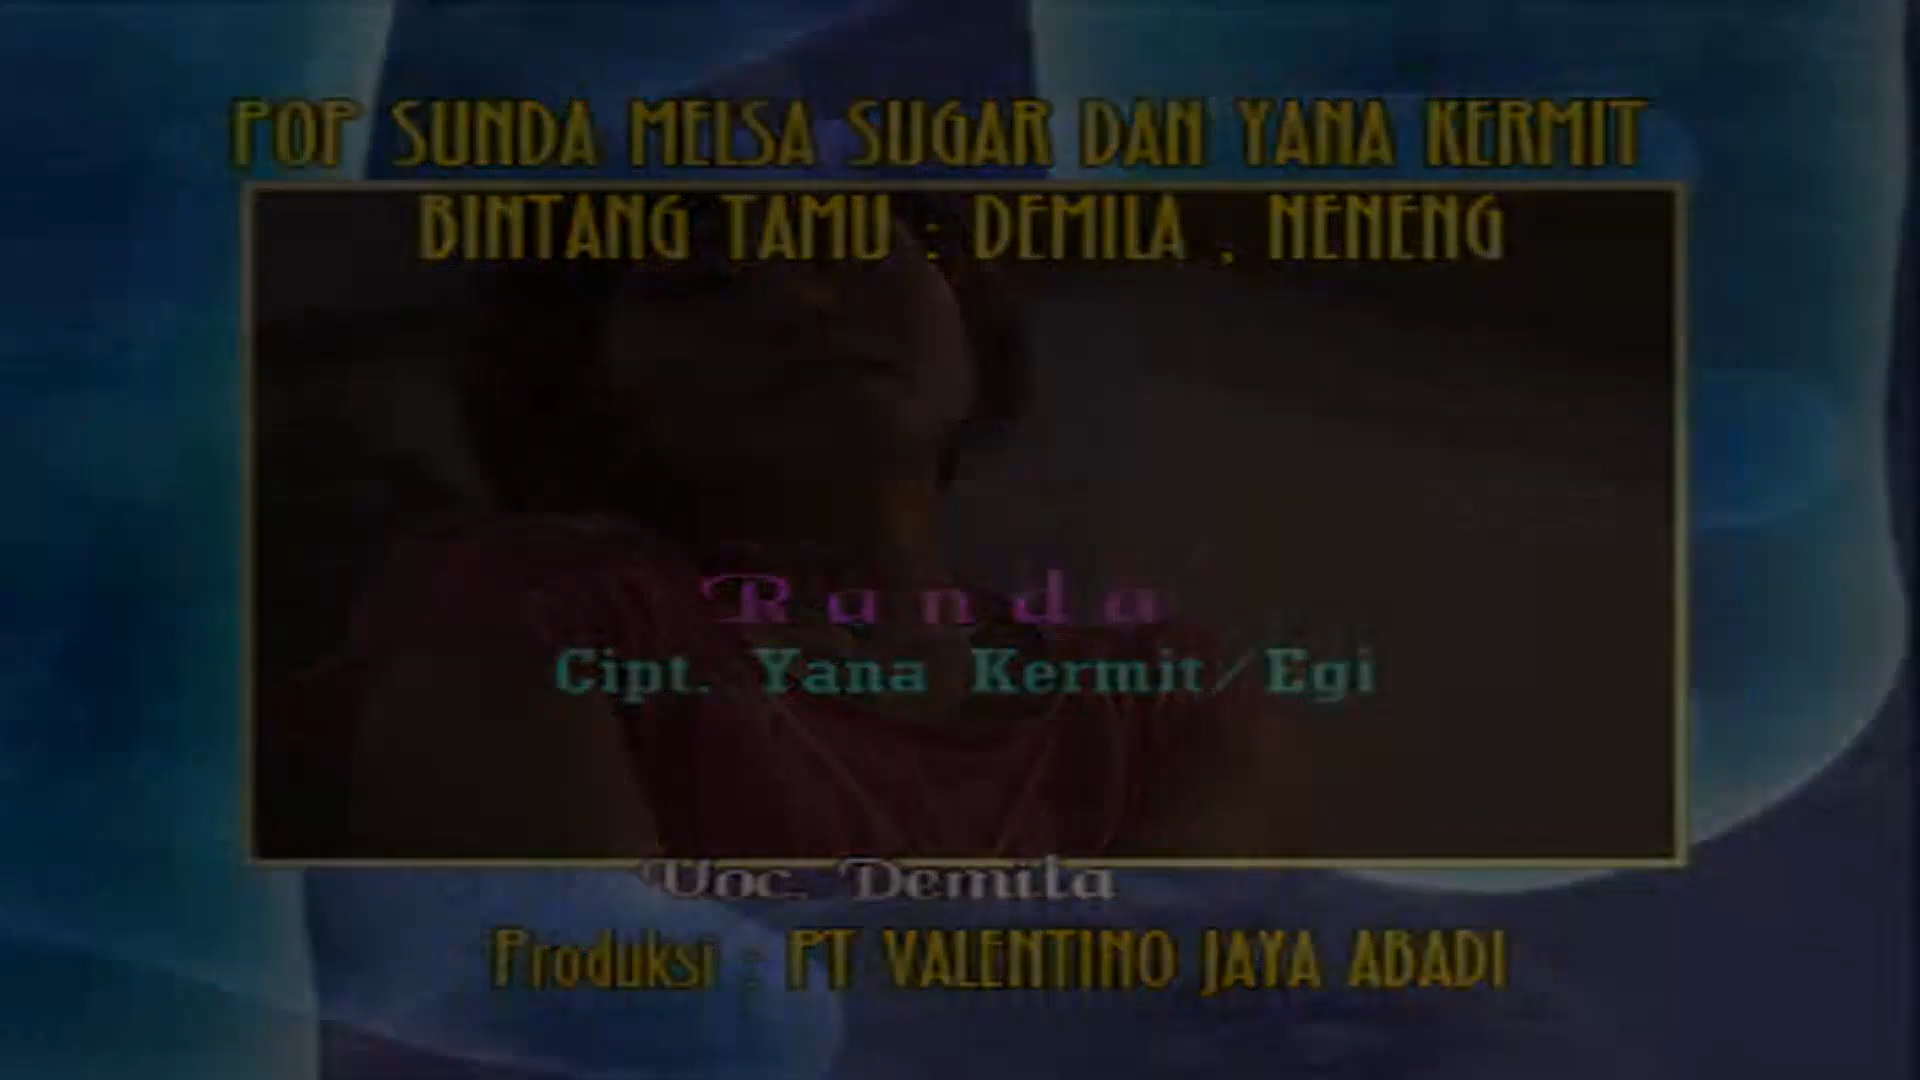 POP SUNDA MELSA SUGAR DAN YANA KERMIT
BINTANG TAMU : DEMILA , NENENG
Randa
Cipt. Yana Kermit/Egi
Voc. Demila
Produksi : PT VALENTINO JAYA ABADI